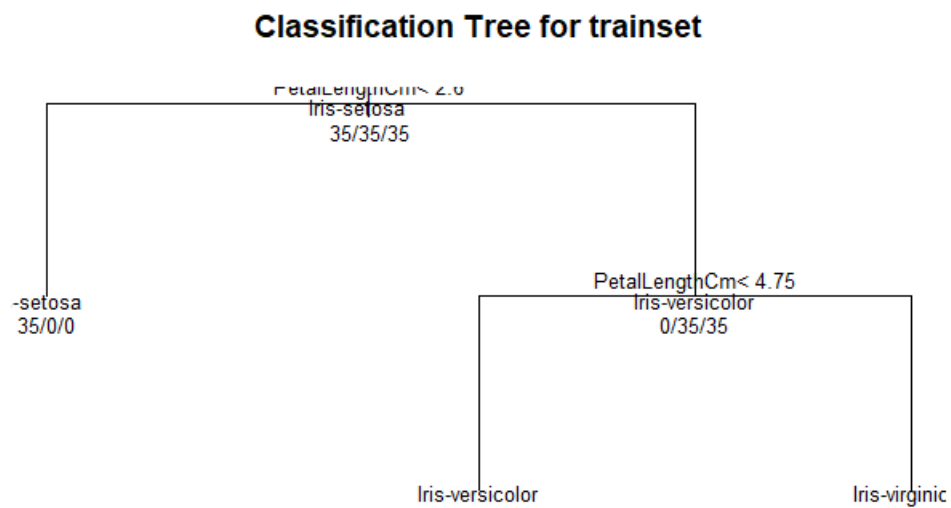 Classification Tree for trainset
PetalLengthCm< 2.6
Iris-setosa
35/35/35
PetalLengthCm< 4.75
-setosa
Iris-versicolor
35/0/0
0/35/35
Iris-versicolor
Iris-virginic